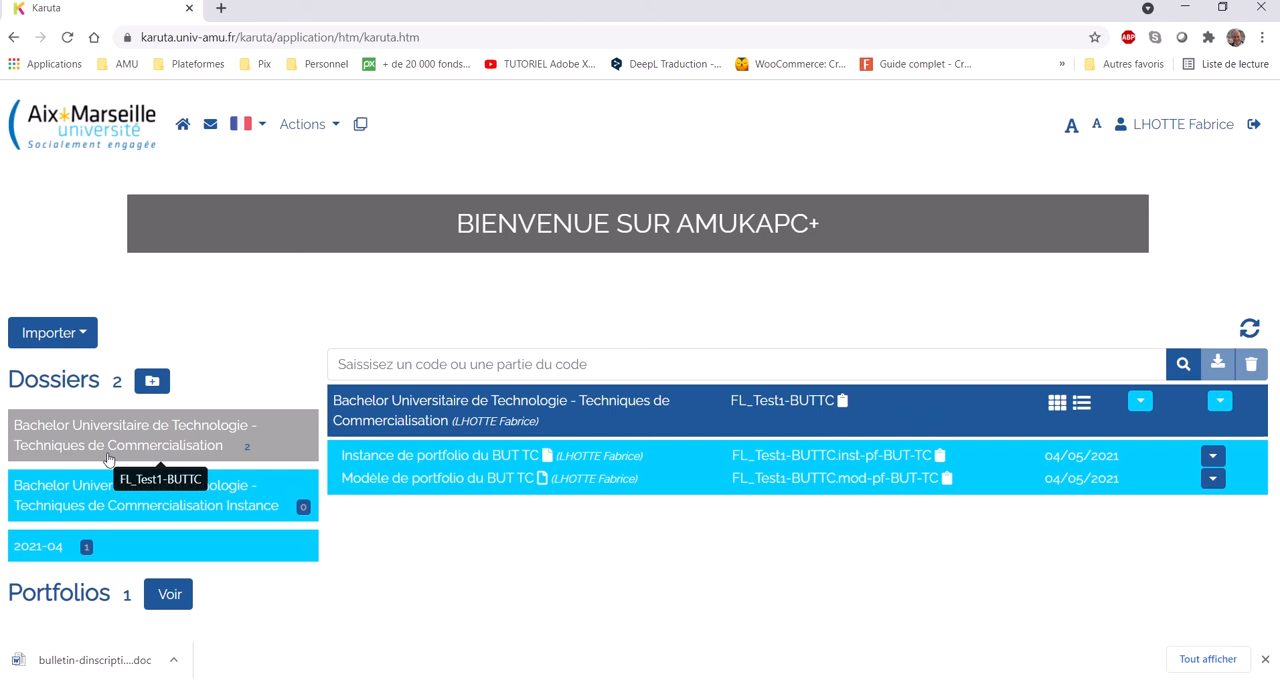 Karuta
karuta.univ-amu.fr/karuta/application/htm/karuta.htm
ABP
Applications AMU Plateformes Pix Personnel + de 20 000 fonds... TUTORIEL Adobe X... DeepL Traduction -... WooCommerce: Cr... Guide complet - Cr... » Autres favoris Liste de lecture
Aix*Marseille
université
Socialement engagée
Actions
A A LHOTTE Fabrice
BIENVENUE SUR AMUKAPC+
Importer
Dossiers 2
Saisissez un code ou une partie du code
Bachelor Universitaire de Technologie -
Techniques de Commercialisation 2
FL_Test1-BUTTC
Bachelor Univer ologie -
Techniques de Commercialisation Instance 0
2021-04 1
Portfolios 1 Voir
Bachelor Universitaire de Technologie - Techniques de FL_Test1-BUTTC
Commercialisation (LHOTTE Fabrice)
Instance de portfolio du BUT TC (LHOTTE Fabrice) FL_Test1-BUTTC.inst-pf-BUT-TC 04/05/2021
Modèle de portfolio du BUT TC (LHOTTE Fabrice) FL_Test1-BUTTC.mod-pf-BUT-TC 04/05/2021
bulletin-dinscripti....doc
Tout afficher